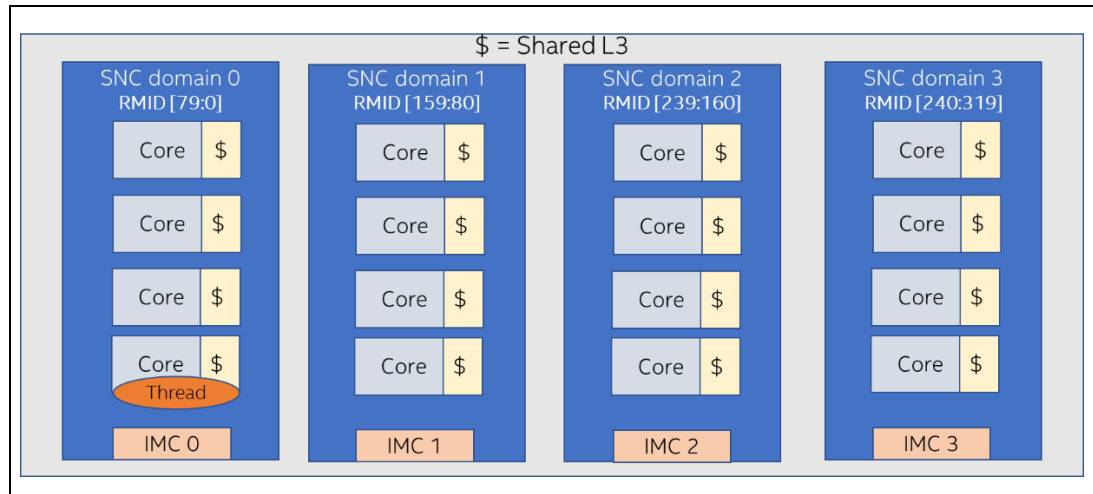 $ = Shared L3
SNC domain 0
RMID [79:0]
Core $
Core $
Core $
Core $
Thread
IMC 0
SNC domain 1
RMID [159:80]
Core $
Core $
Core $
Core $
IMC 1
SNC domain 2
RMID [239:160]
Core $
Core $
Core $
Core $
IMC 2
SNC domain 3
RMID [240:319]
Core $
Core $
Core $
Core $
IMC 3